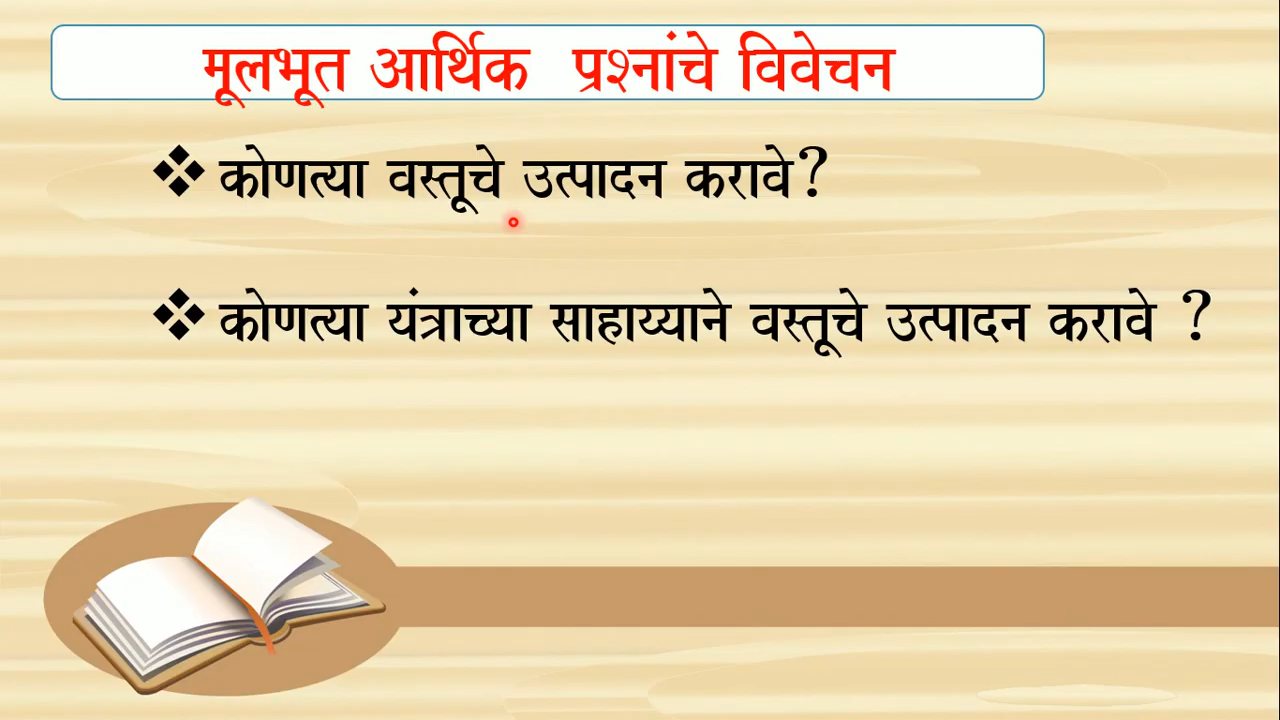 मूलभूत आर्थिक प्रश्नांचे विवेचन
❖ कोणत्या वस्तूचे उत्पादन करावे?
❖ कोणत्या यंत्राच्या साहाय्याने वस्तूचे उत्पादन करावे ?